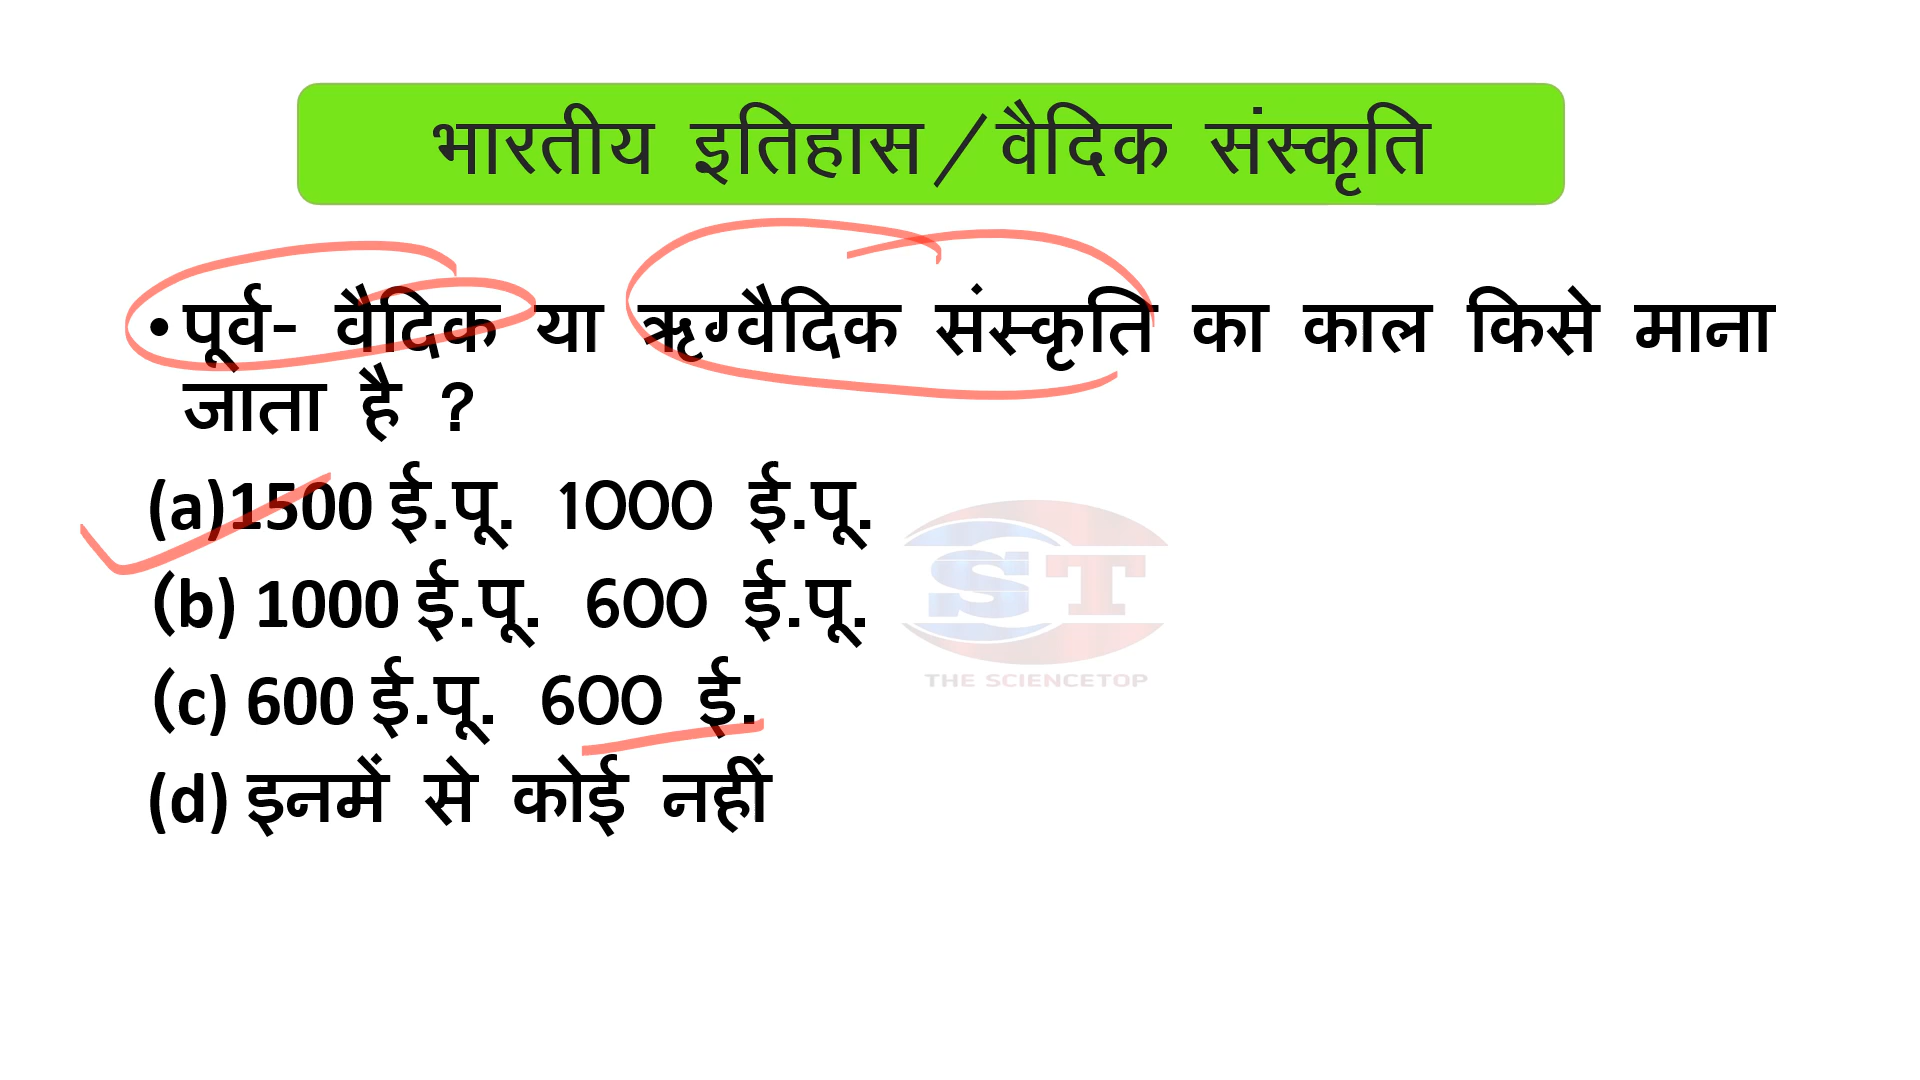 भारतीय इतिहास/वैदिक संस्कृति
•पूर्व- वैदिक या ऋग्वैदिक संस्कृति का काल किसे माना
जाता है ?
(a)1500 ई.पू. 1000 ई.पू.
(b) 1000 ई.पू. 600 ई.पू.
(c) 600 ई.पू. 600 ई.
(d) इनमें से कोई नहीं
ST
THE SCIENCETOP